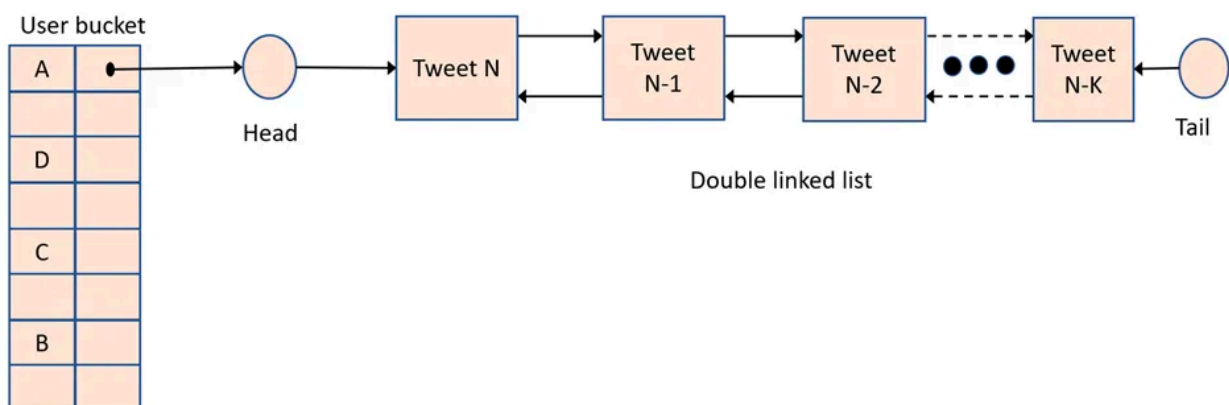 User bucket
A
D
C
B
Head
Tweet N
Tweet
N-1
Tweet
N-2
Tweet
N-K
Tail
Double linked list